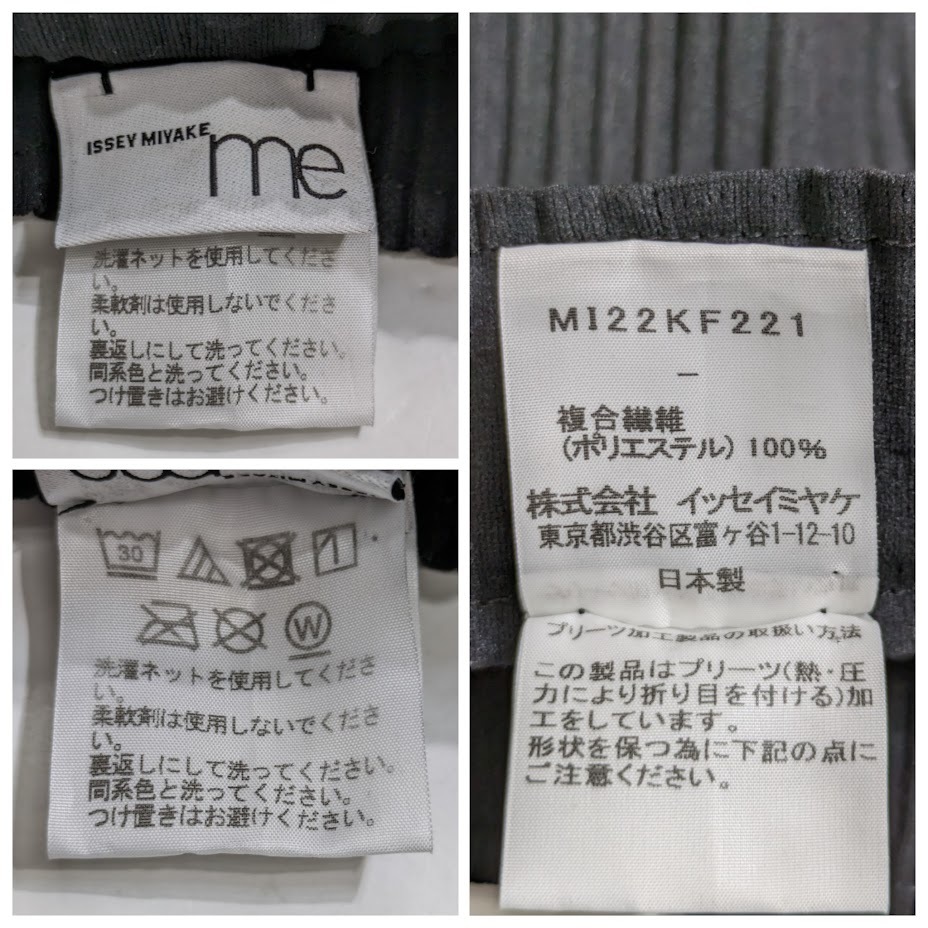 ISSEY MIYAKE me
洗濯ネットを使用してくださ
い。
柔軟剤は使用しないでくださ
い。
裏返しにして洗ってください。
同系色と洗ってください。
つけ置きはお避けください。
30
W
洗濯ネットを使用してくださ
い。
柔軟剤は使用しないでくださ
い。
裏返しにして洗ってください。
同系色と洗ってください。
つけ置きはお避けください。
MI22KF221
－
複合繊維
(ポリエステル) 100%
株式会社 イッセイミヤケ
東京都渋谷区富ヶ谷1-12-10
日本製
プリーツ加工製品の取扱い方法
この製品はプリーツ(熱・圧
力により折り目を付ける)加
工をしています。
形状を保つ為に下記の点に
ご注意ください。